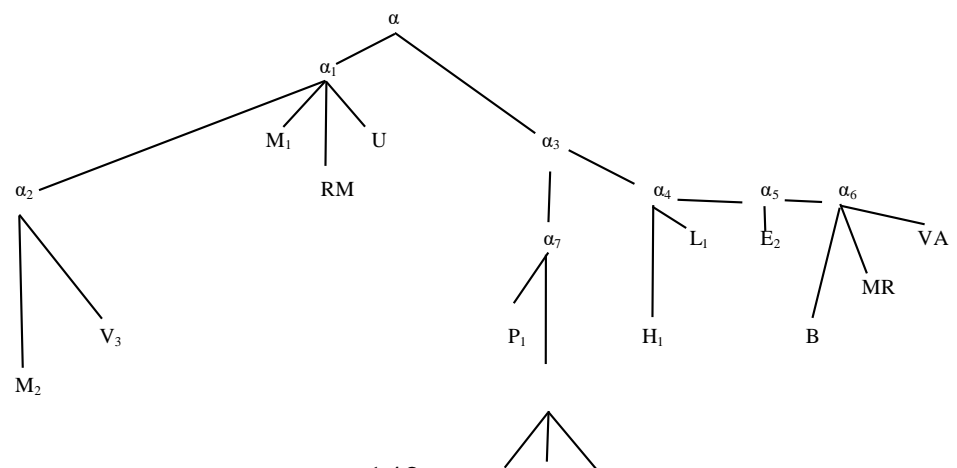 α
α₁
M₁ U
α₃
RM
α₂ α₄ α₅ α₆
L₁ E₂ VA
α₇
MR
V₃ P₁ H₁ B
M₂